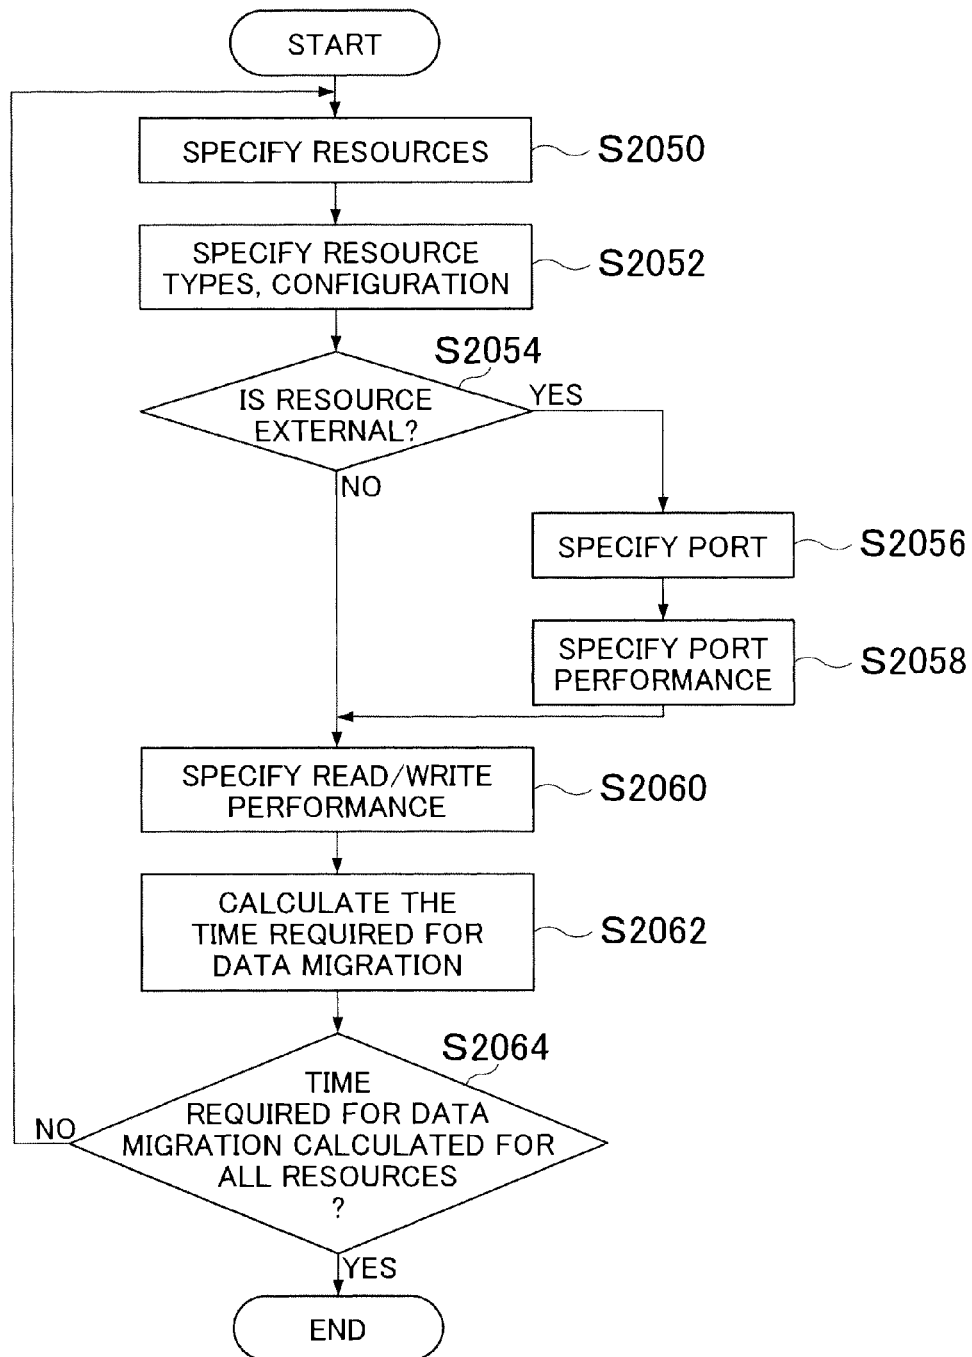 START
SPECIFY RESOURCES
S2050
SPECIFY RESOURCE
TYPES, CONFIGURATION
S2052
S2054
IS RESOURCE
EXTERNAL?
YES
NO
SPECIFY PORT
S2056
SPECIFY PORT
PERFORMANCE
S2058
SPECIFY READ/WRITE
PERFORMANCE
S2060
CALCULATE THE
TIME REQUIRED FOR
DATA MIGRATION
S2062
S2064
TIME
REQUIRED FOR DATA
MIGRATION CALCULATED FOR
ALL RESOURCES
?
NO
YES
END